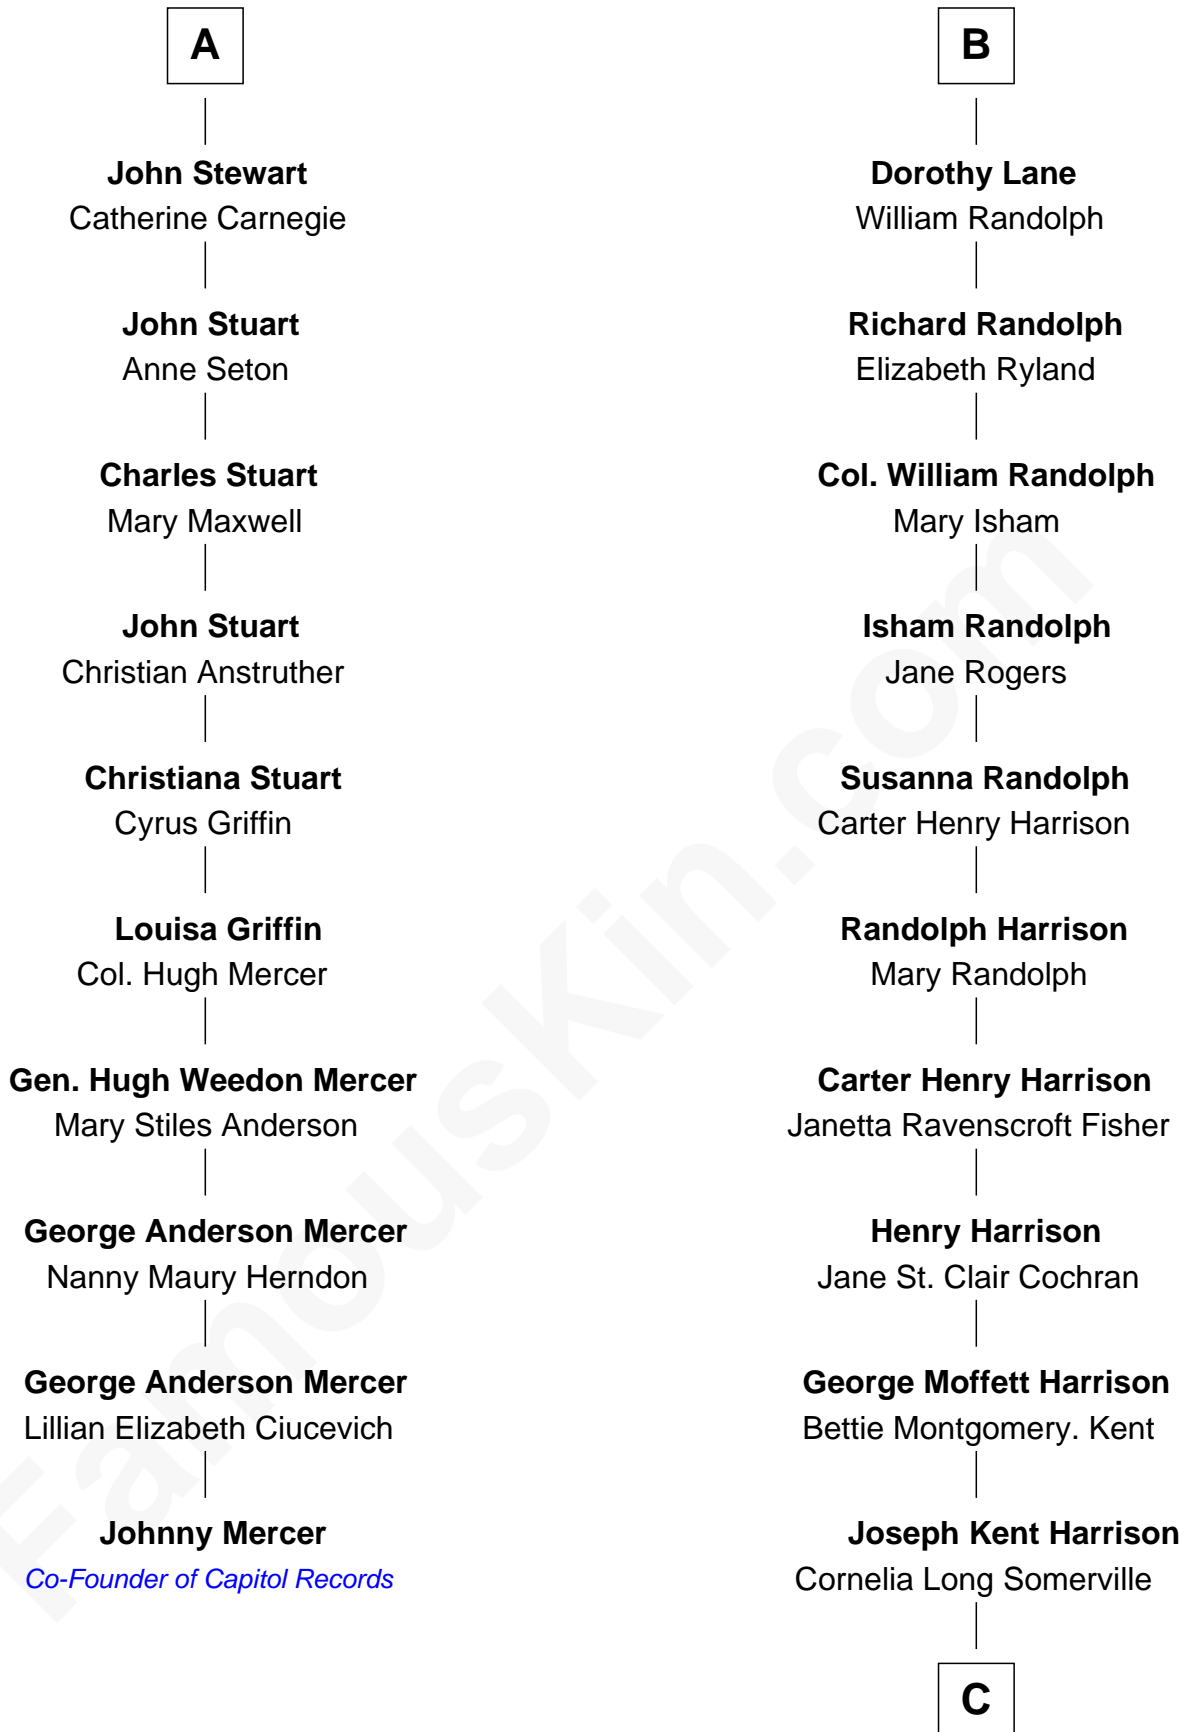 A
John Stewart
Catherine Carnegie
John Stuart
Anne Seton
Charles Stuart
Mary Maxwell
John Stuart
Christian Anstruther
Christiana Stuart
Cyrus Griffin
Louisa Griffin
Col. Hugh Mercer
Gen. Hugh Weedon Mercer
Mary Stiles Anderson
George Anderson Mercer
Nanny Maury Herndon
George Anderson Mercer
Lillian Elizabeth Ciucevich
Johnny Mercer
Co-Founder of Capitol Records
B
Dorothy Lane
William Randolph
Richard Randolph
Elizabeth Ryland
Col. William Randolph
Mary Isham
Isham Randolph
Jane Rogers
Susanna Randolph
Carter Henry Harrison
Randolph Harrison
Mary Randolph
Carter Henry Harrison
Janetta Ravenscroft Fisher
Henry Harrison
Jane St. Clair Cochran
George Moffett Harrison
Bettie Montgomery. Kent
Joseph Kent Harrison
Cornelia Long Somerville
C
FamousKin.com